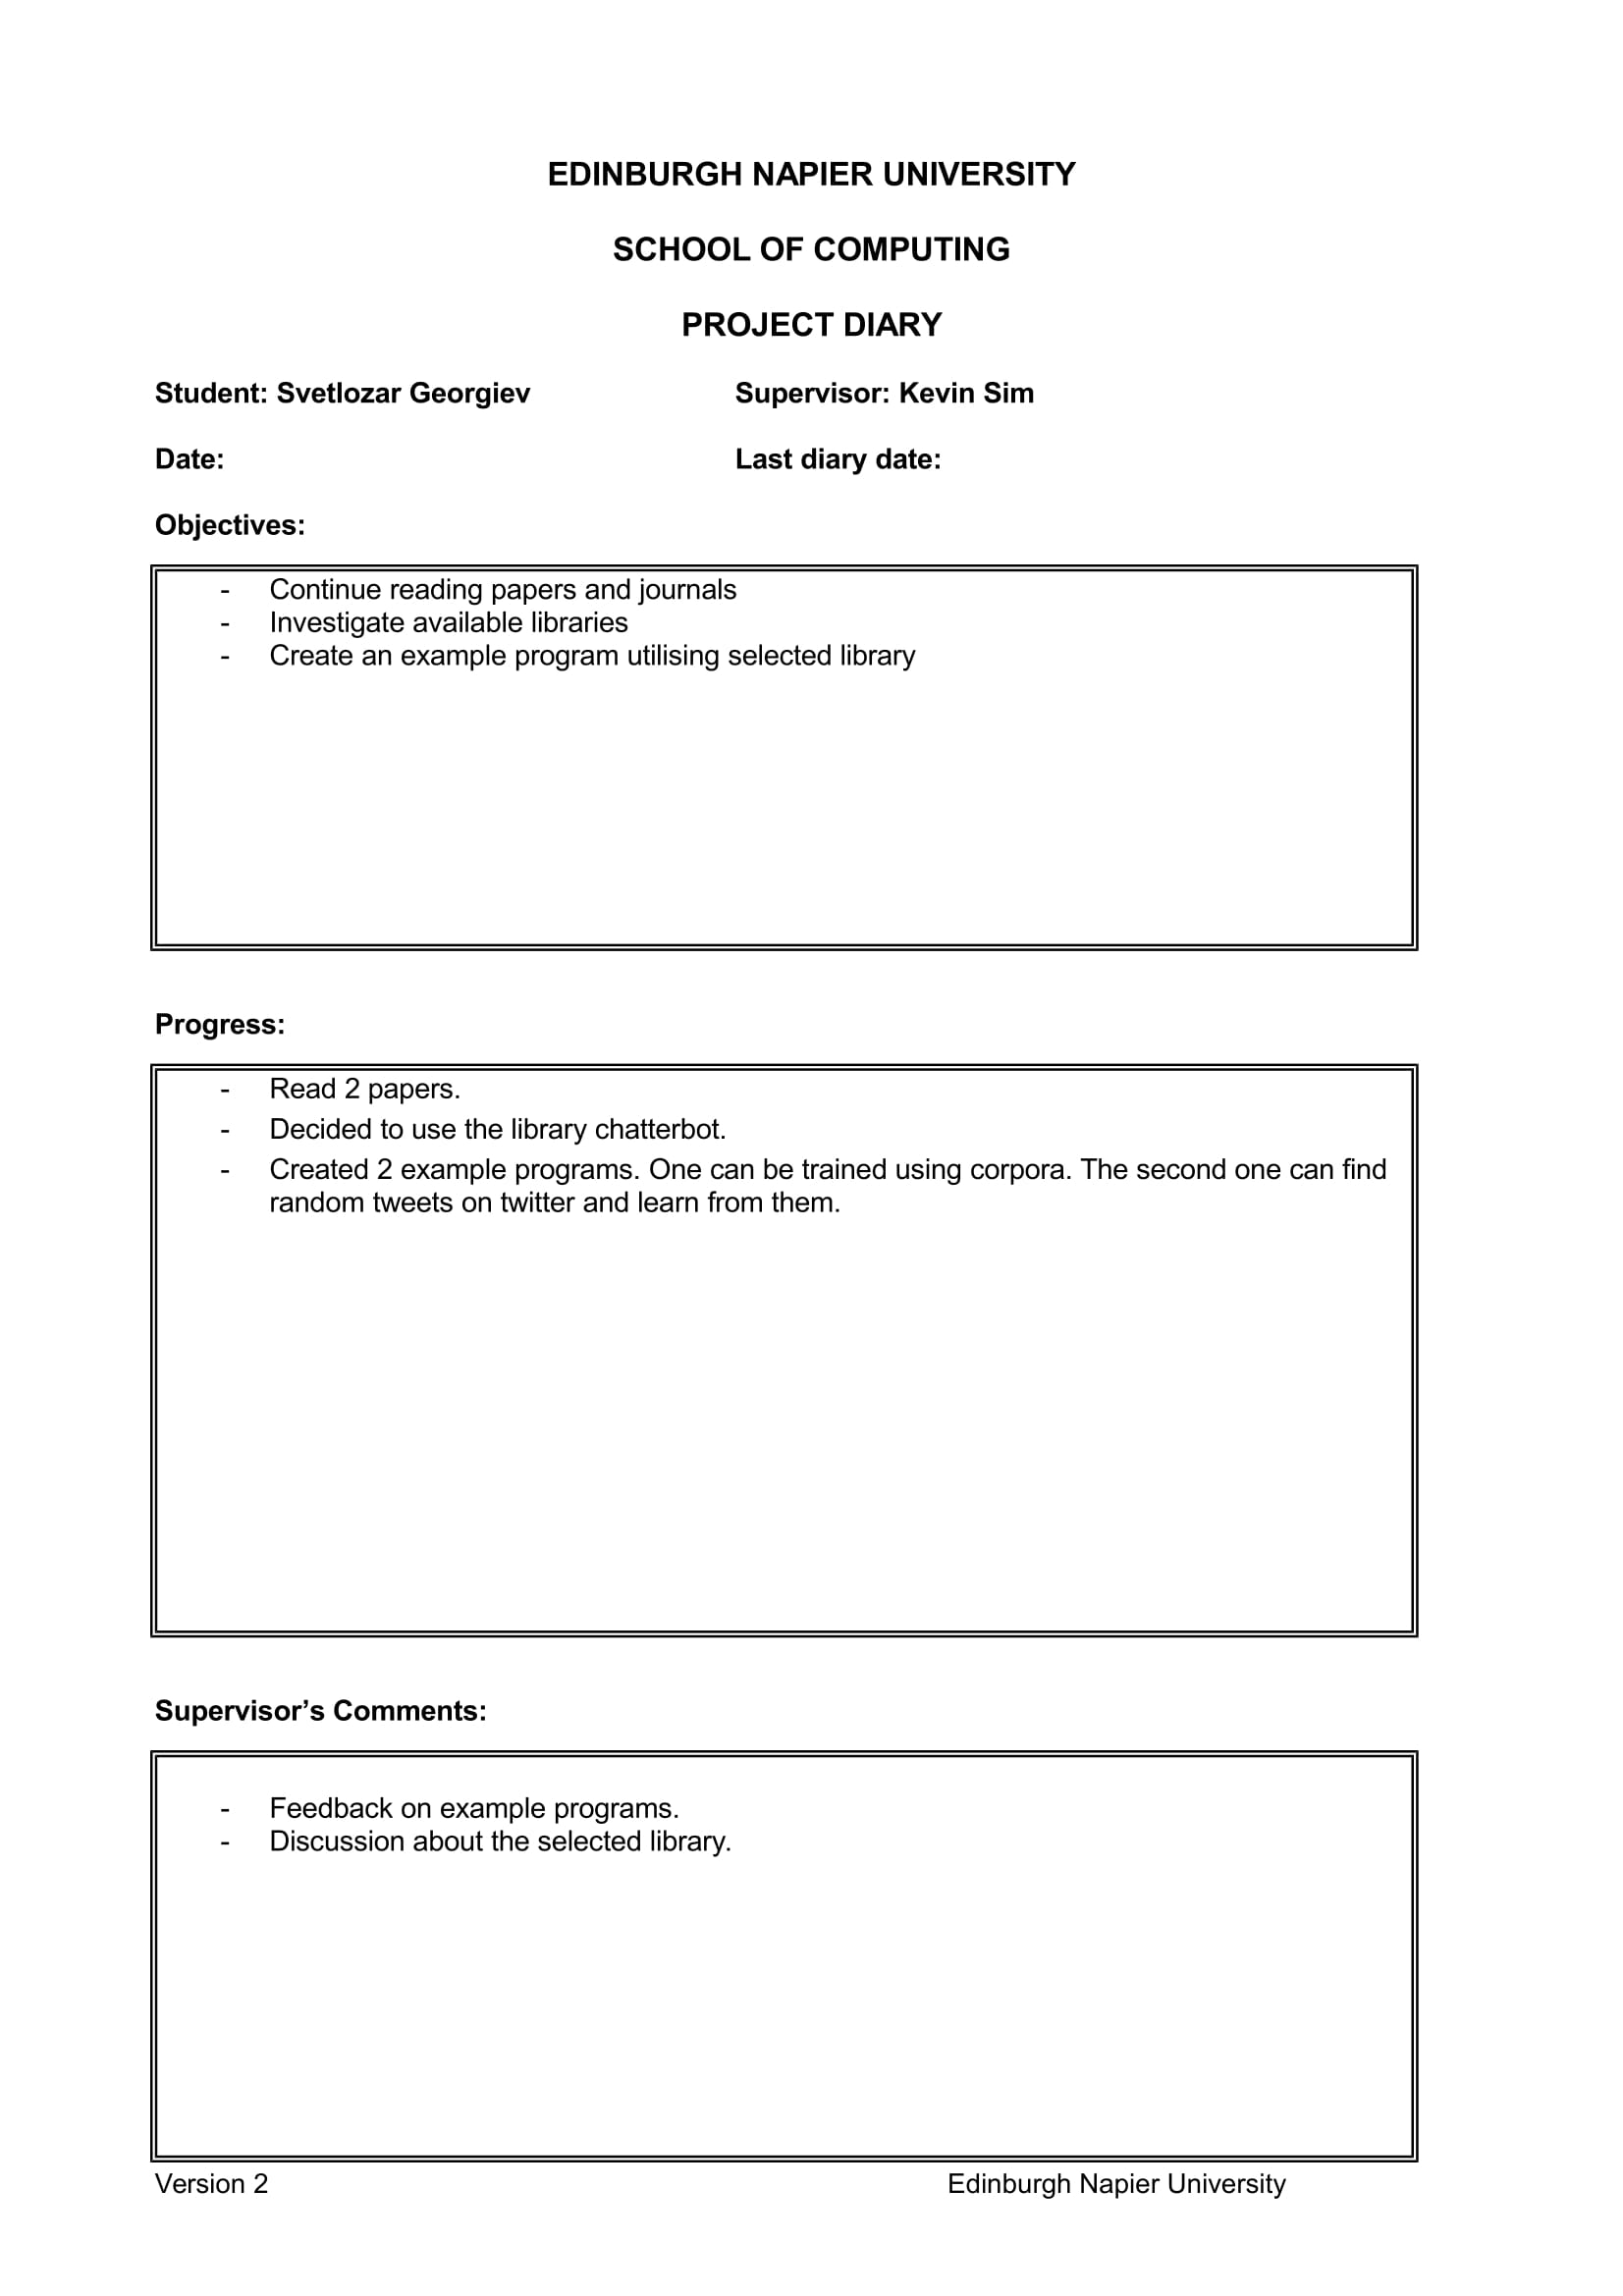 EDINBURGH NAPIER UNIVERSITY
SCHOOL OF COMPUTING
PROJECT DIARY
Student: Svetlozar Georgiev Supervisor: Kevin Sim
Date: Last diary date:
Objectives:
- Continue reading papers and journals
- Investigate available libraries
- Create an example program utilising selected library
Progress:
- Read 2 papers.
- Decided to use the library chatterbot.
- Created 2 example programs. One can be trained using corpora. The second one can find
random tweets on twitter and learn from them.
Supervisor’s Comments:
- Feedback on example programs.
- Discussion about the selected library.
Version 2 Edinburgh Napier University